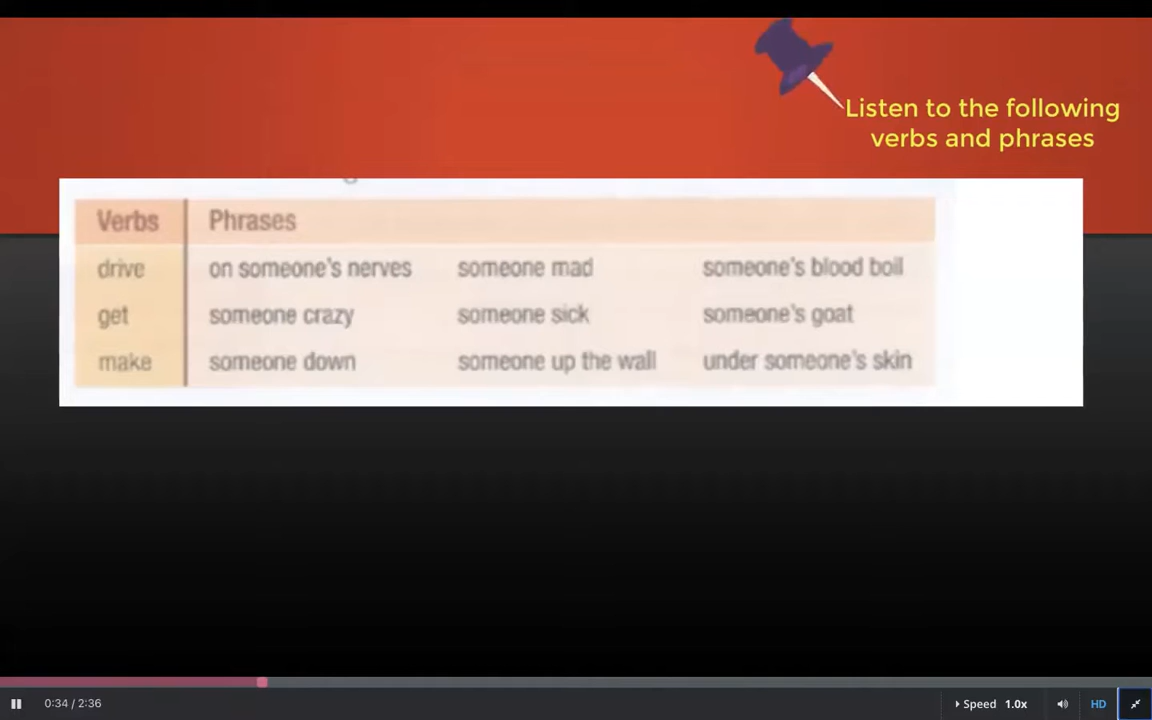 Listen to the following
verbs and phrases
Verbs Phrases
drive on someone's nerves someone mad someone's blood boil
get someone crazy someone sick someone's goat
make someone down someone up the wall under someone's skin
0:34 / 2:36 Speed 1.0x HD